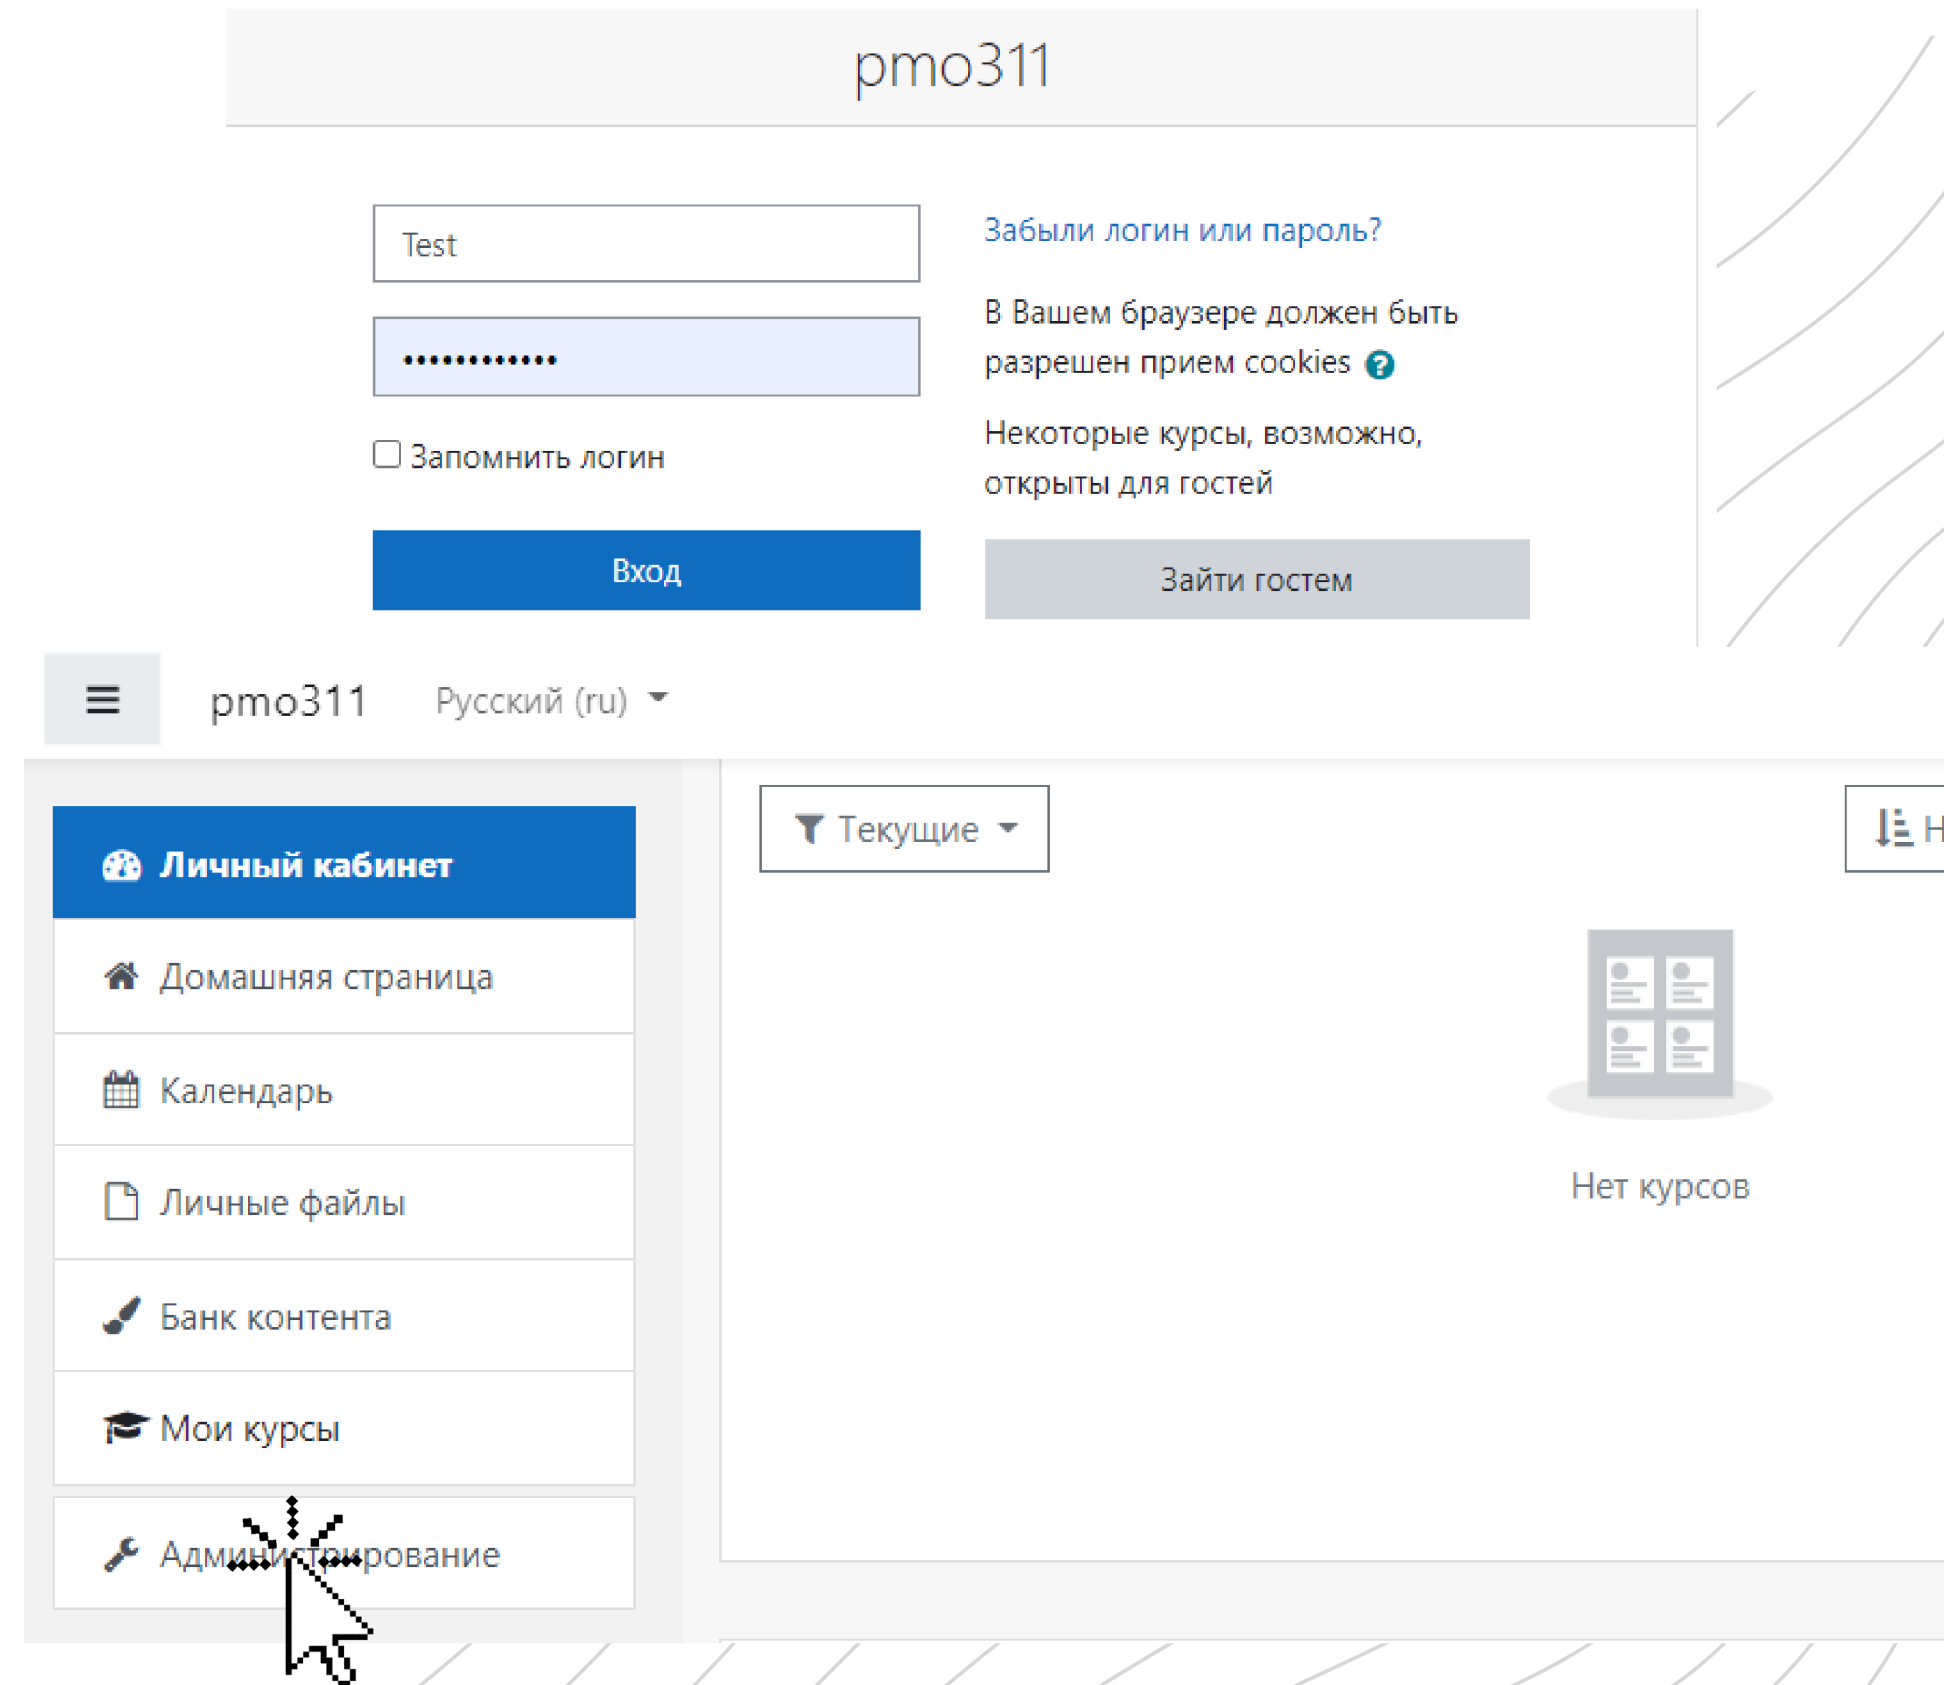 pmo311
Test
Забыли логин или пароль?
В Вашем браузере должен быть
разрешен прием cookies
Запомнить логин
Некоторые курсы, возможно,
открыты для гостей
Вход
Зайти гостем
pmo311 Русский (ru)
Личный кабинет
Домашняя страница
Календарь
Личные файлы
Банк контента
Мои курсы
Администрирование
Текущие
Нет курсов